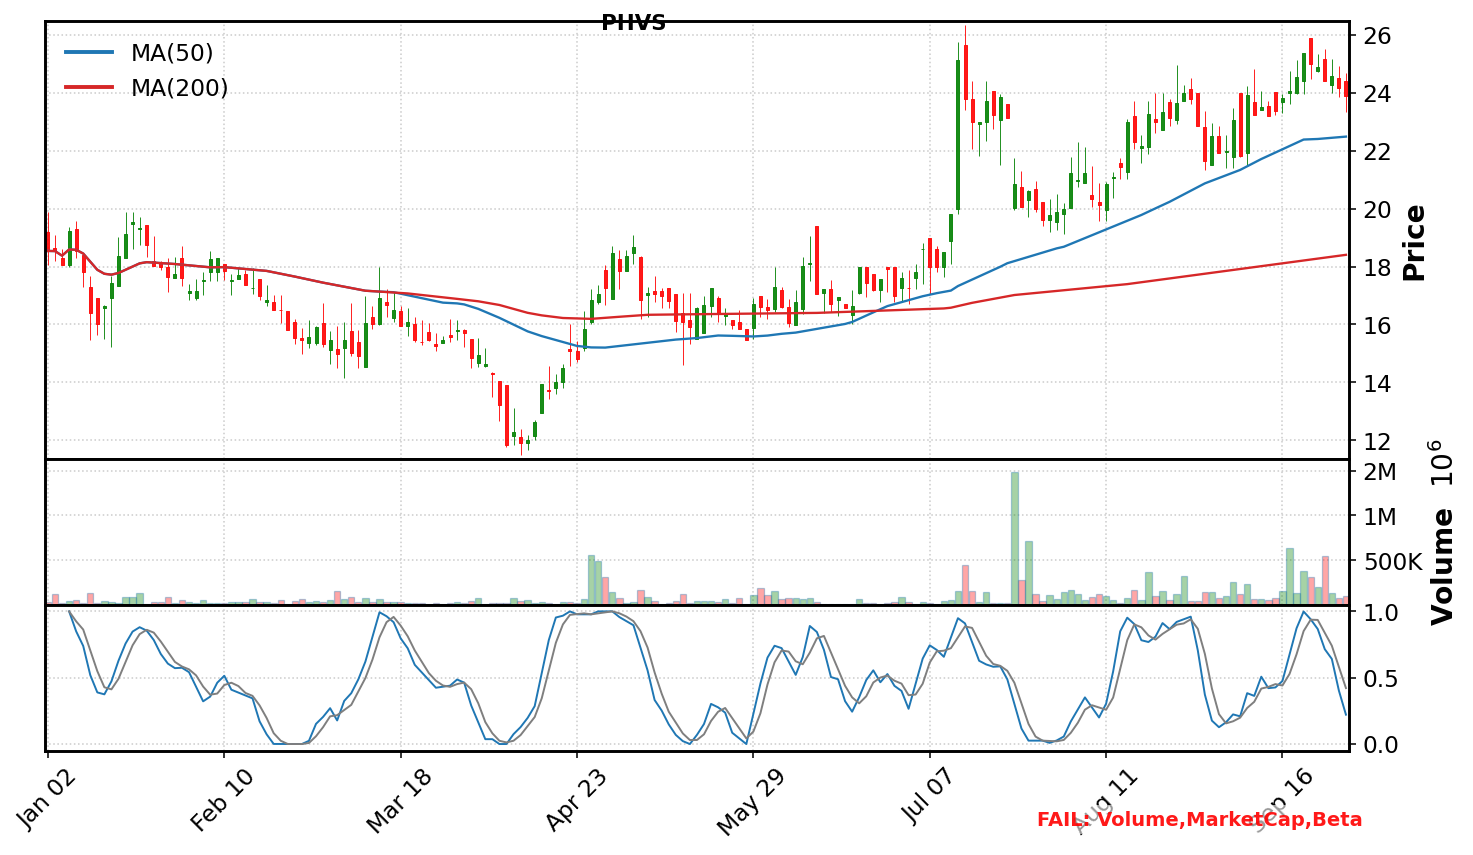 PHVS
MA(50)
MA(200)
26
24
22
20
18
16
14
12
Price
2M
1M
500K
Volume 10^6
1.0
0.5
0.0
Jan 02
Feb 10
Mar 18
Apr 23
May 29
Jul 07
Aug 11
Sep 16
FAIL: Volume,MarketCap,Beta